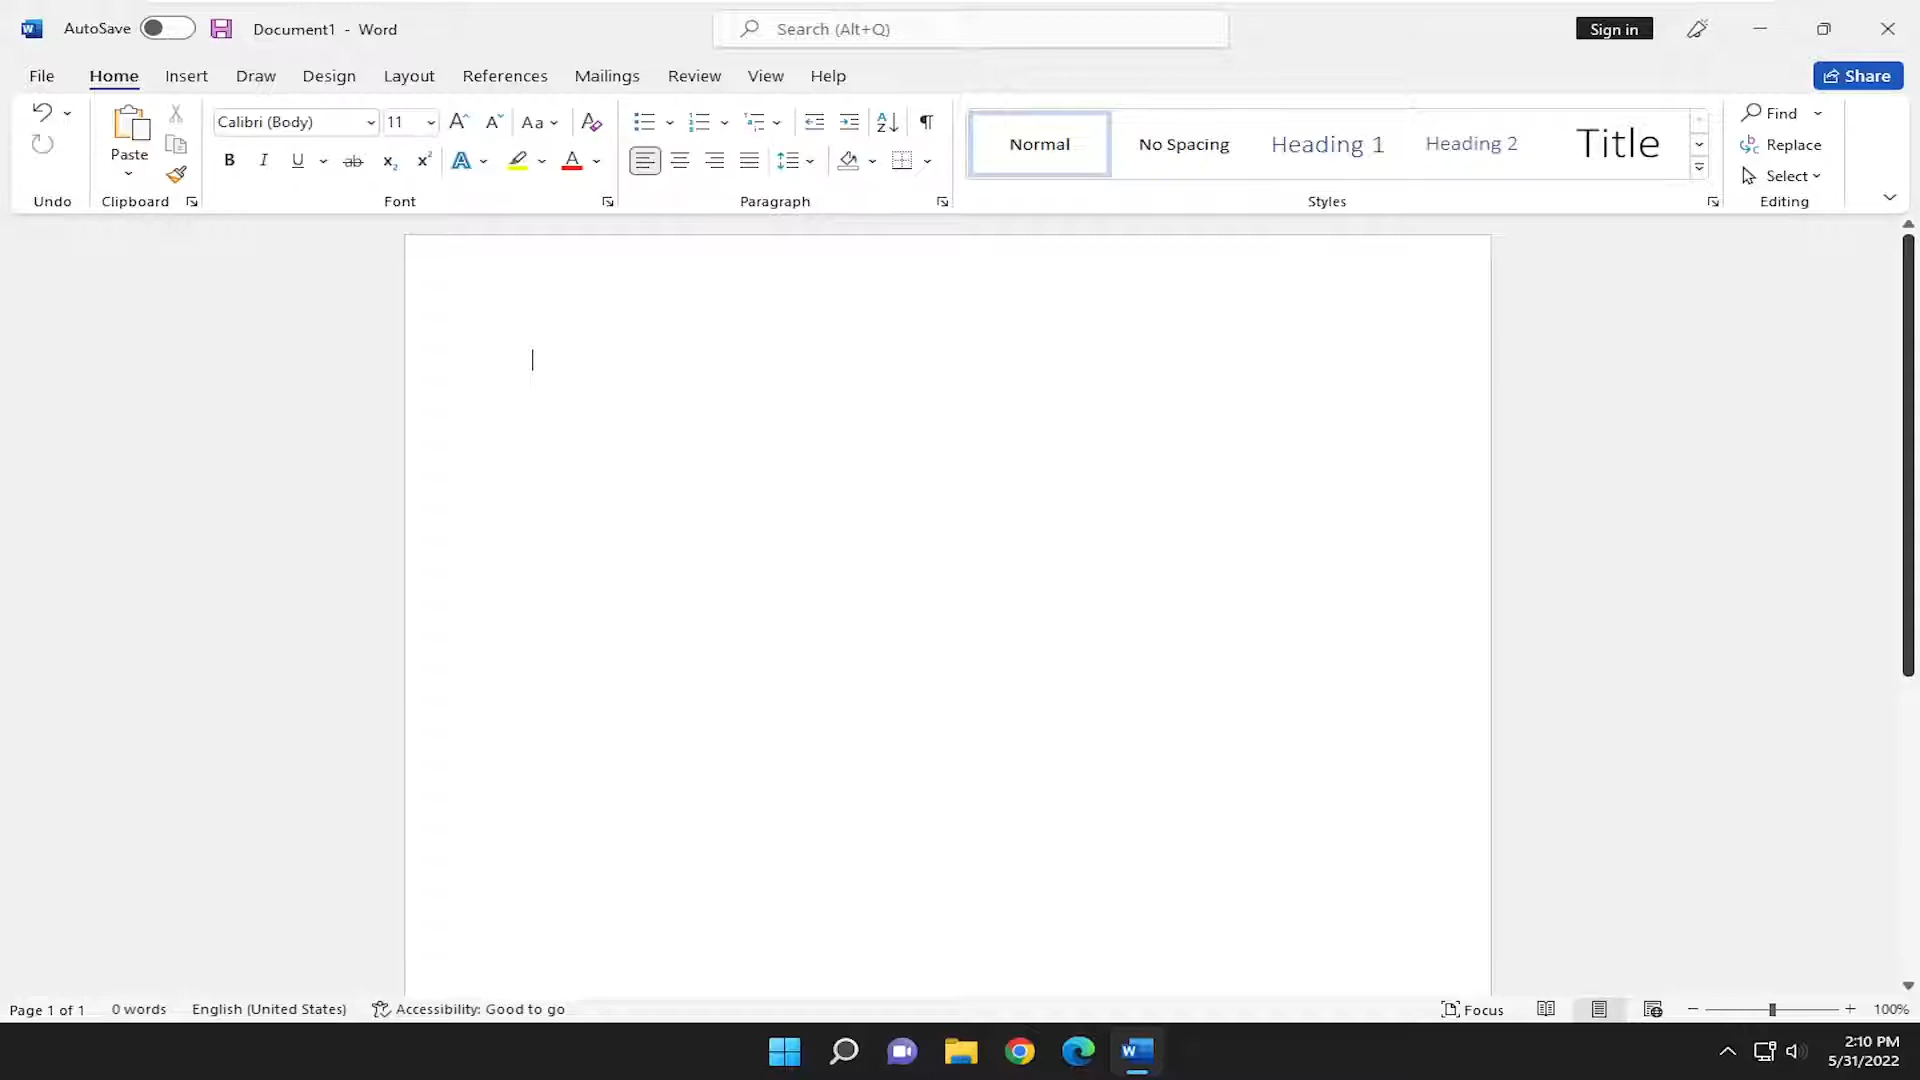 AutoSave Document1 - Word Search (Alt+Q) Sign in
File Home Insert Draw Design Layout References Mailings Review View Help Share
Calibri (Body) 11 Aa Normal No Spacing Heading 1 Heading 2 Title Find
Paste Replace
Select
Undo Clipboard Font Paragraph Styles Editing
Page 1 of 1 0 words English (United States) Accessibility: Good to go Focus 100%
2:10 PM
5/31/2022